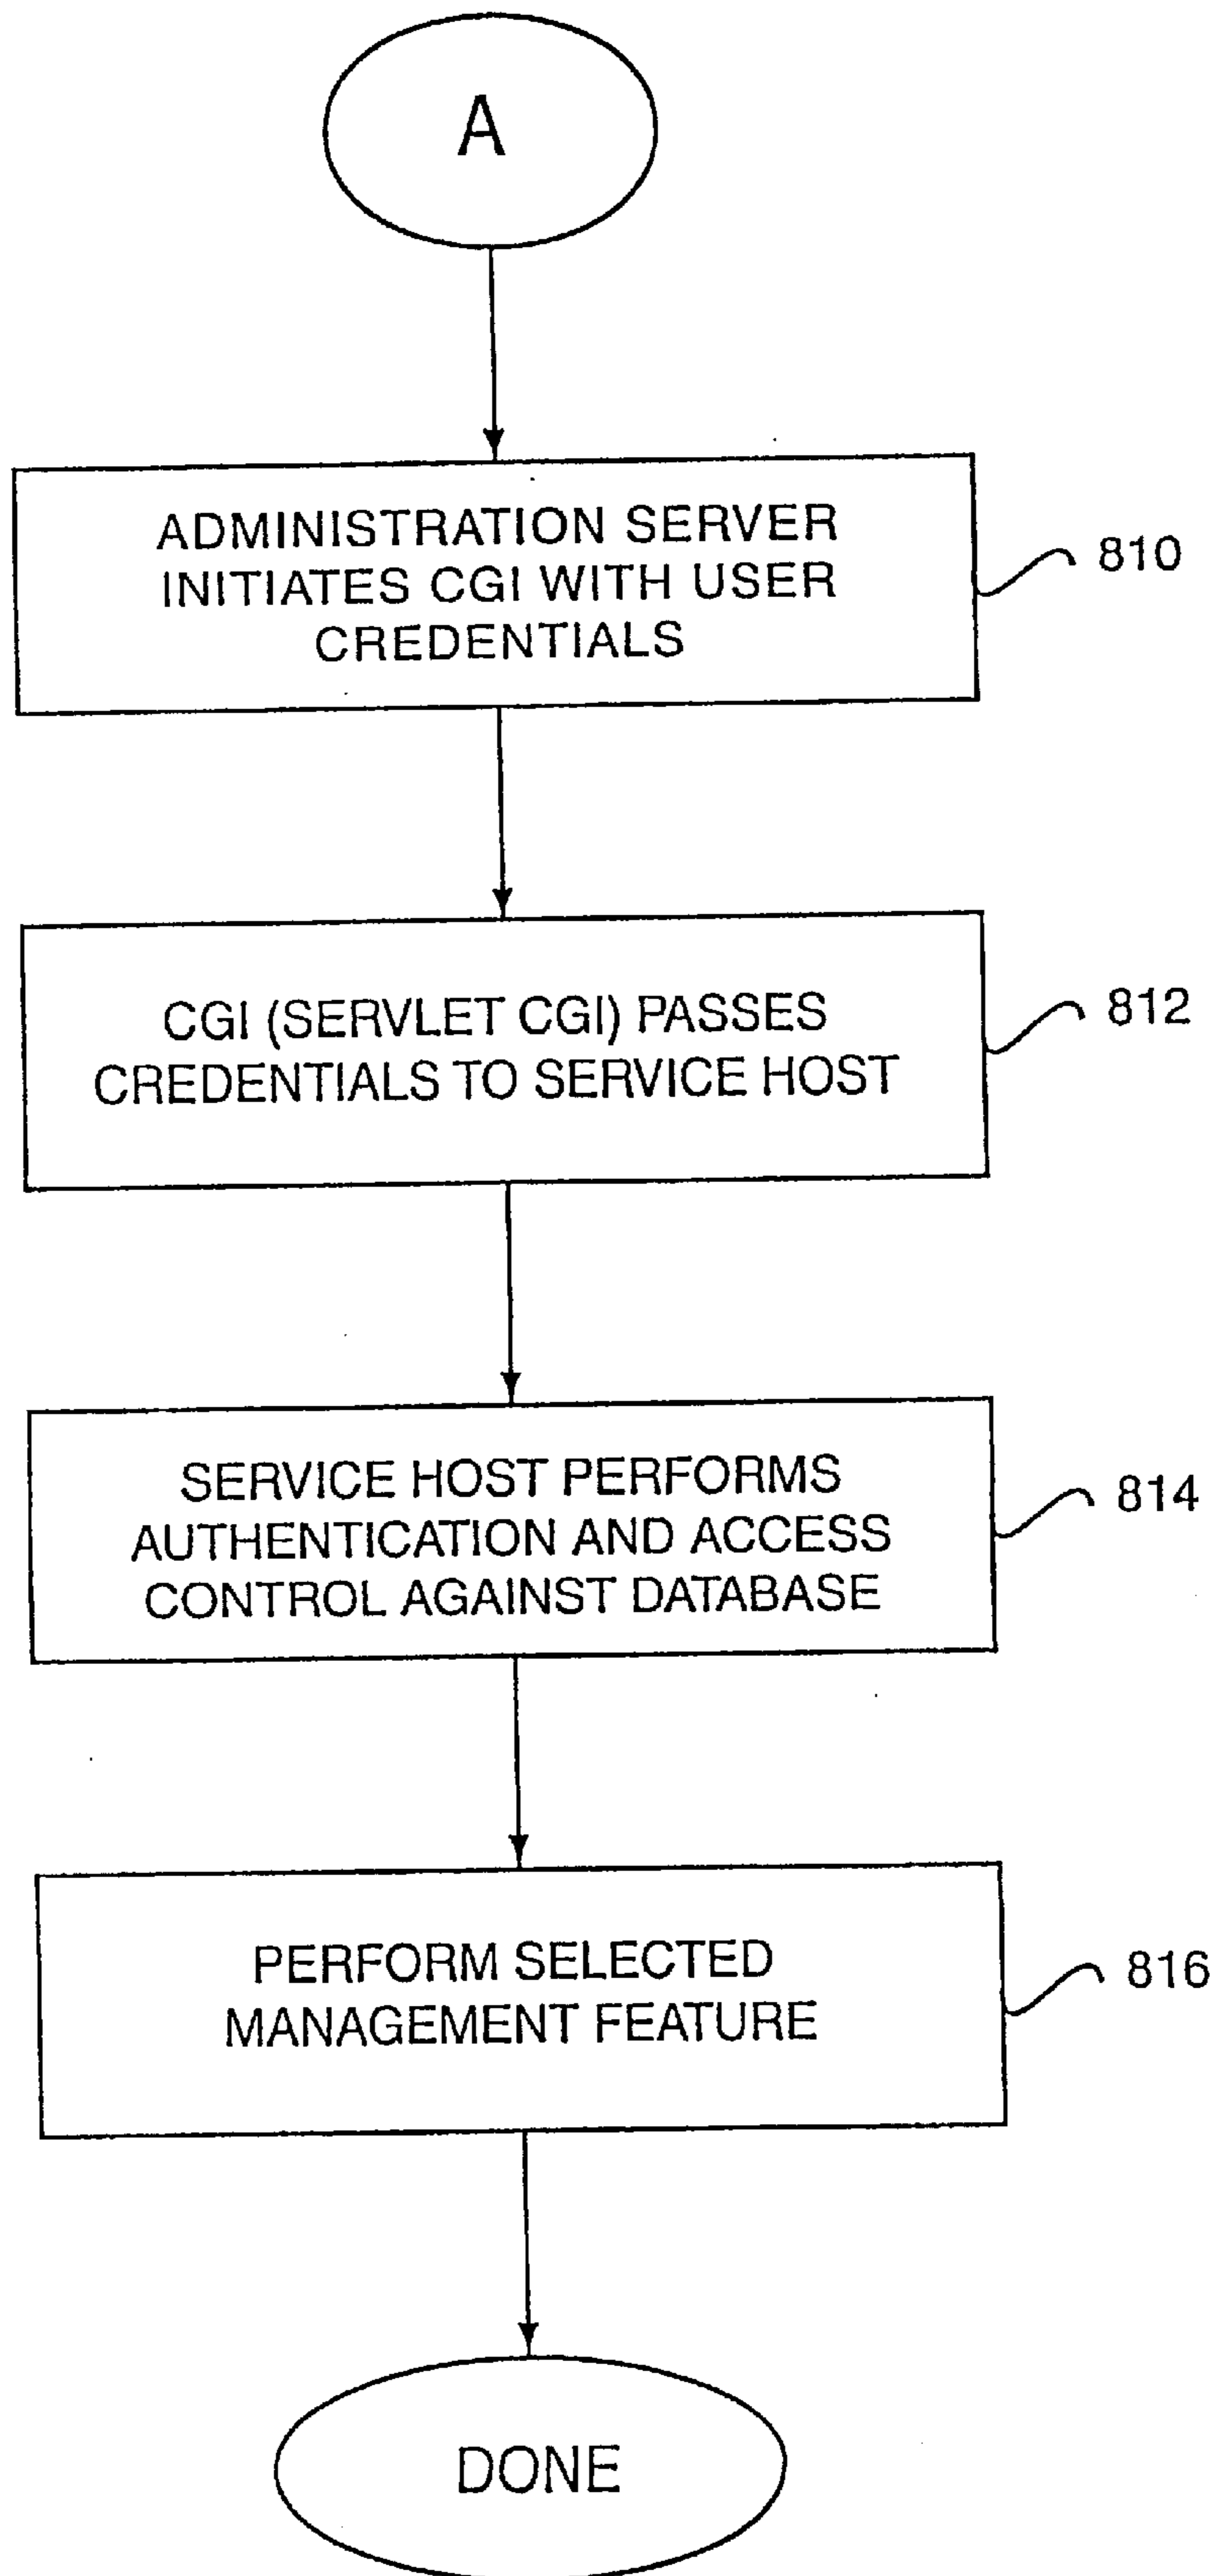 A
ADMINISTRATION SERVER
INITIATES CGI WITH USER
CREDENTIALS
810
CGI (SERVLET CGI) PASSES
CREDENTIALS TO SERVICE HOST
812
SERVICE HOST PERFORMS
AUTHENTICATION AND ACCESS
CONTROL AGAINST DATABASE
814
PERFORM SELECTED
MANAGEMENT FEATURE
816
DONE